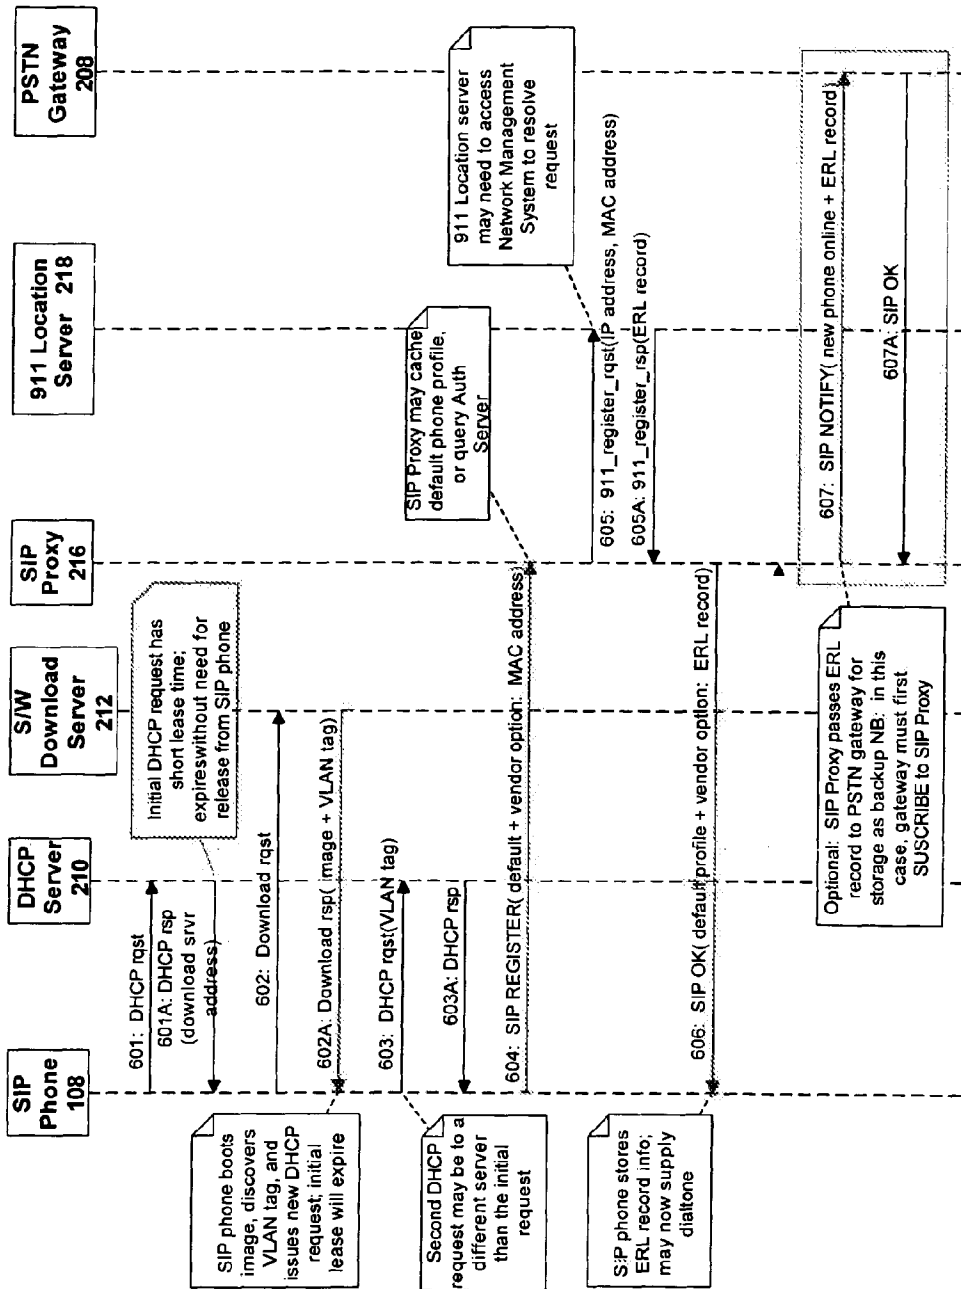 SIP
Phone
108
DHCP
Server
210
S/W
Download
Server
212
SIP
Proxy
216
911 Location
Server 218
PSTN
Gateway
208
601: DHCP rqst
601A: DHCP rsp
(download srvr
address)
Initial DHCP request has
short lease time;
expireswithout need for
release from SIP phone
602: Download rqst
602A: Download rsp( image + VLAN tag)
SIP phone boots
image, discovers
VLAN tag, and
issues new DHCP
request; initial
lease will expire
603: DHCP rqst(VLAN tag)
603A: DHCP rsp
Second DHCP
request may be to a
different server
than the initial
request
604: SIP REGISTER( default + vendor option: MAC address)
SIP Proxy may cache
default phone profile,
or query Auth
Server
605: 911_register_rqst(IP address, MAC address)
605A: 911_register_rsp(ERL record)
911 Location server
may need to access
Network Management
System to resolve
request
606: SIP OK( default profile + vendor option: ERL record)
SIP phone stores
ERL record info;
may now supply
dialtone
607: SIP NOTIFY( new phone online + ERL record)
607A: SIP OK
Optional: SIP Proxy passes ERL
record to PSTN gateway for
storage as backup NB: in this
case, gateway must first
SUSCRIBE to SIP Proxy